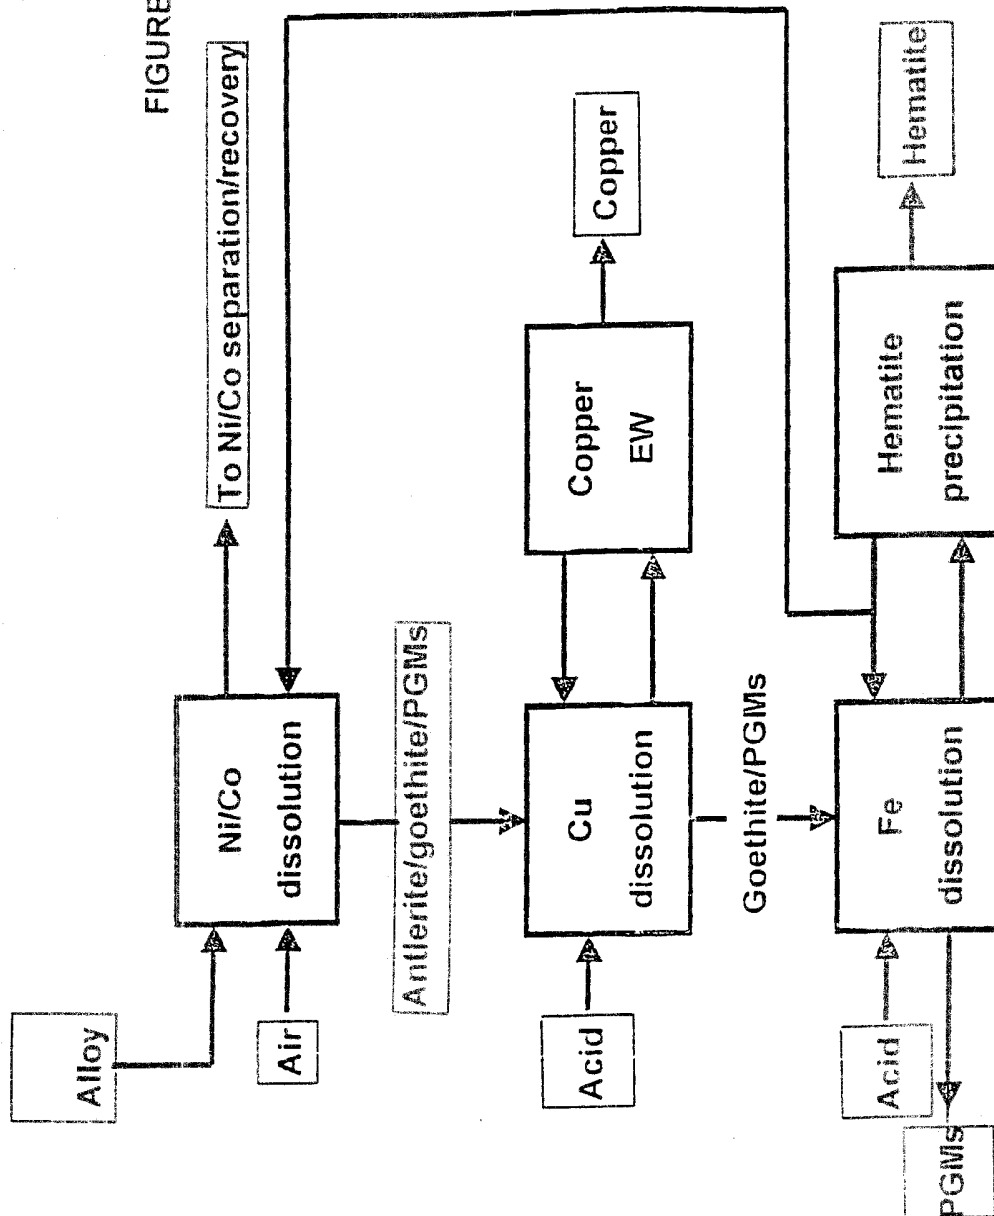 FIGURE
Alloy
Air
Ni/Co
dissolution
To Ni/Co separation/recovery
Antlerite/goethite/PGMs
Acid
Cu
dissolution
Copper
EW
Copper
Goethite/PGMs
Acid
Fe
dissolution
Hematite
precipitation
Hematite
PGMs